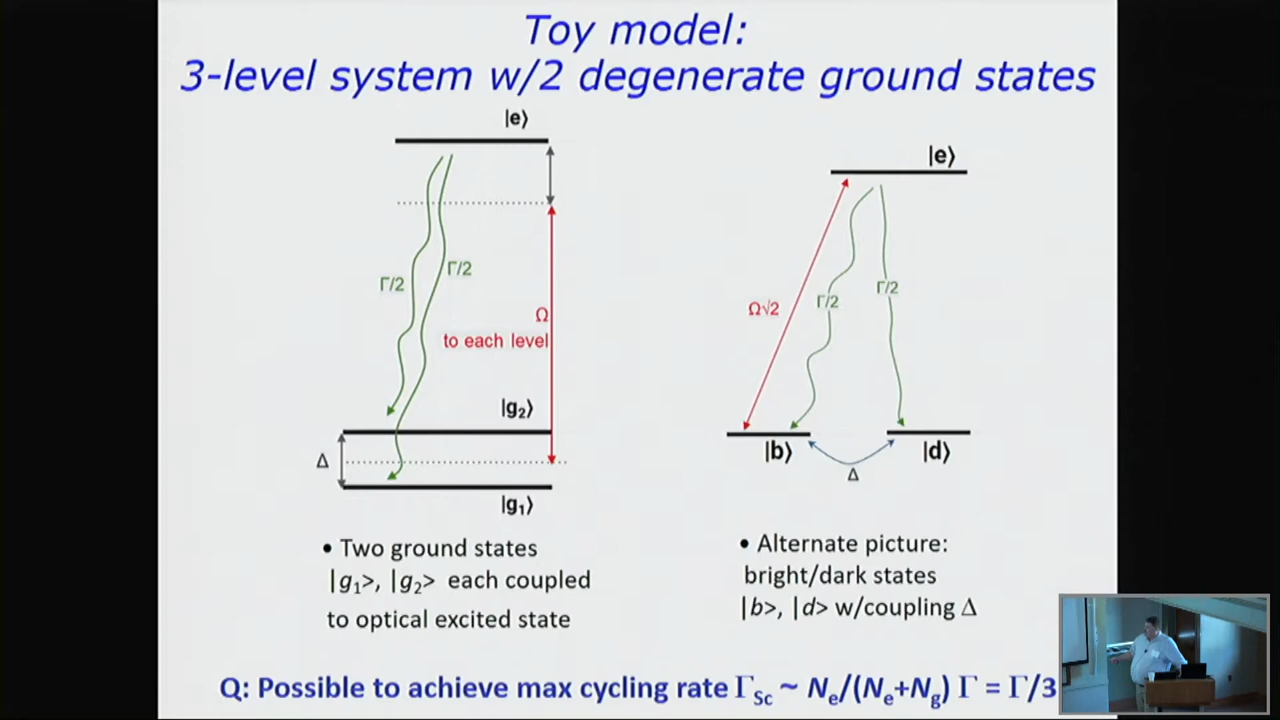 Toy model:
3-level system w/2 degenerate ground states
|e⟩
Γ/2
Γ/2
Ω
to each level
|g₂⟩
Δ
|g₁⟩
• Two ground states
|g₁>, |g₂> each coupled
to optical excited state
|e⟩
Ω√2
Γ/2
Γ/2
|b⟩
|d⟩
Δ
• Alternate picture:
bright/dark states
|b>, |d> w/coupling Δ
Q: Possible to achieve max cycling rate Γ_Sc ~ Nₑ/(Nₑ+N_g) Γ = Γ/3